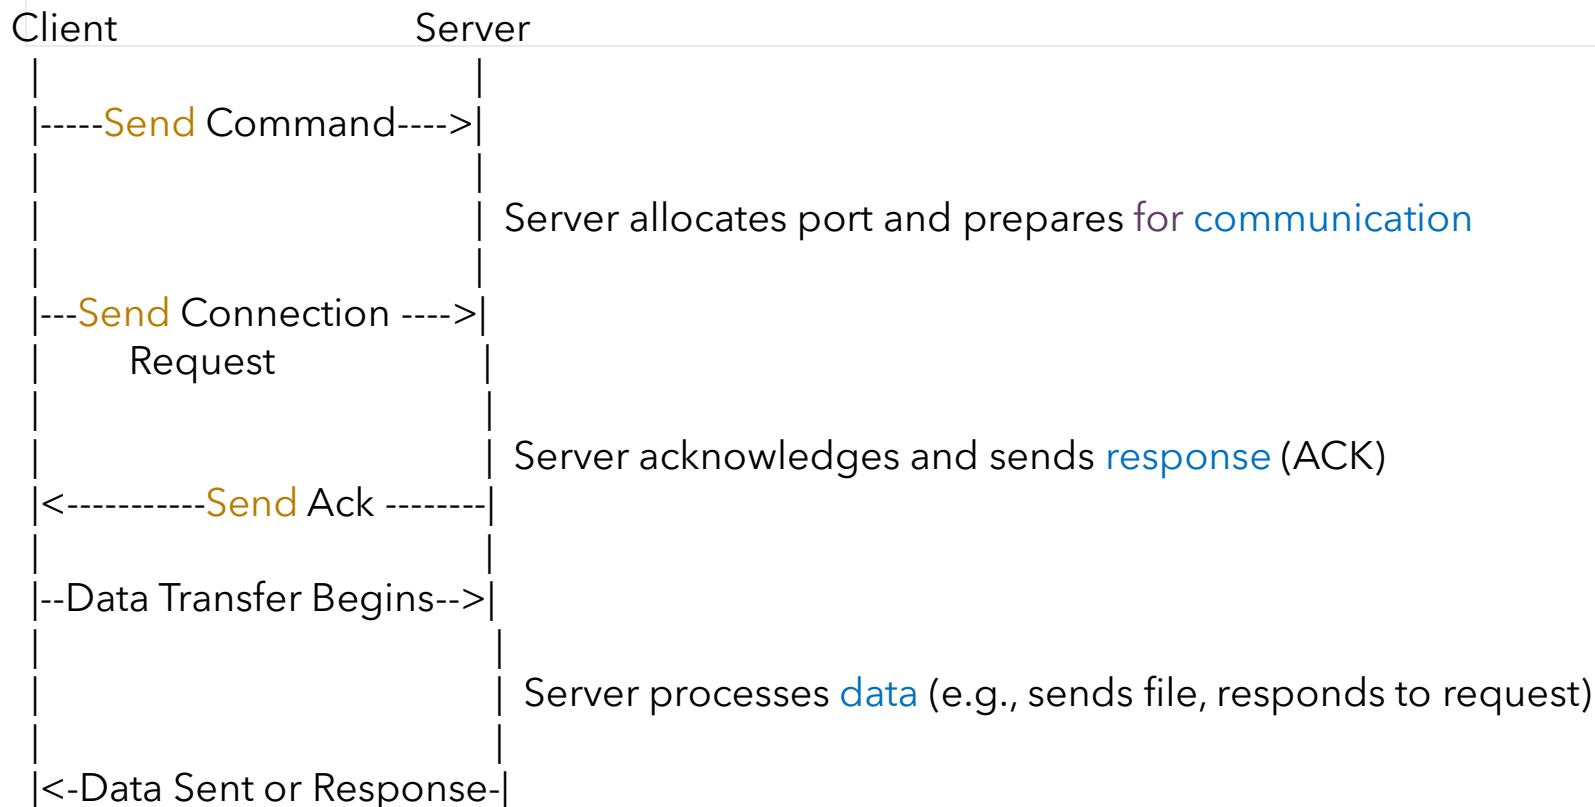 Client Server
| |
|-----Send Command---->|
| |
| | Server allocates port and prepares for communication
| |
|---Send Connection ---->|
| Request |
| |
| | Server acknowledges and sends response (ACK)
|<-----------Send Ack --------|
| |
|--Data Transfer Begins-->|
| |
| | Server processes data (e.g., sends file, responds to request)
| |
|<-Data Sent or Response-|